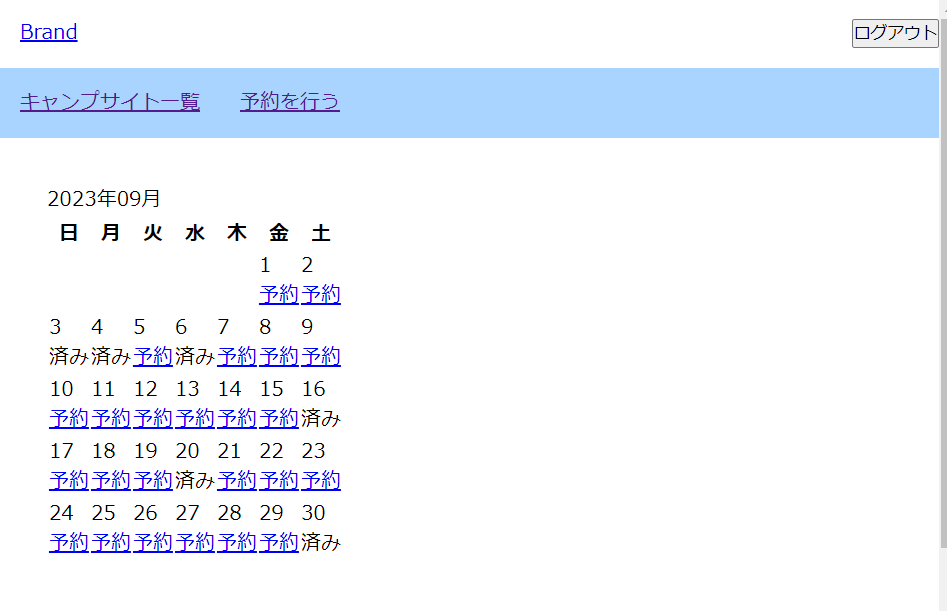 Brand
ログアウト
キャンプサイト一覧 予約を行う
2023年09月
日 月 火 水 木 金 土
1 2
予約 予約
3 4 5 6 7 8 9
済み 済み 予約 済み 予約 予約 予約
10 11 12 13 14 15 16
予約 予約 予約 予約 予約 予約 済み
17 18 19 20 21 22 23
予約 予約 予約 済み 予約 予約 予約
24 25 26 27 28 29 30
予約 予約 予約 予約 予約 予約 済み